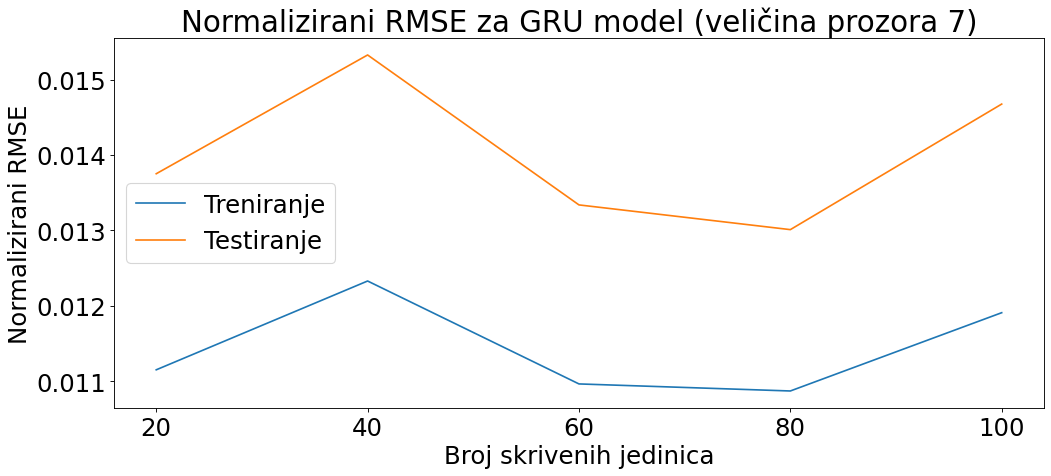 Normalizirani RMSE za GRU model (veličina prozora 7)
Normalizirani RMSE
0.015
0.014
0.013
0.012
0.011
Treniranje
Testiranje
20 40 60 80 100
Broj skrivenih jedinica